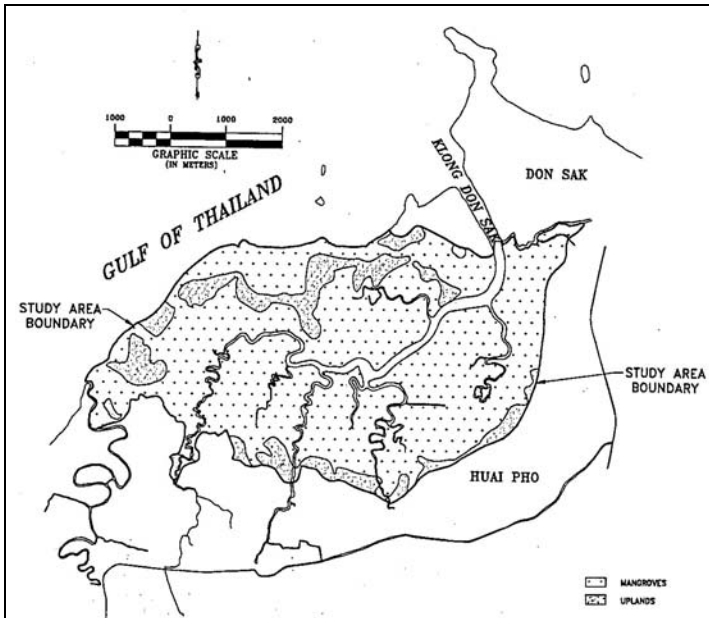 1000 0 1000 2000
GRAPHIC SCALE
(IN METERS)
KLONG DON SAK
DON SAK
GULF OF THAILAND
STUDY AREA
BOUNDARY
STUDY AREA
BOUNDARY
HUAI PHO
MANGROVES
UPLANDS